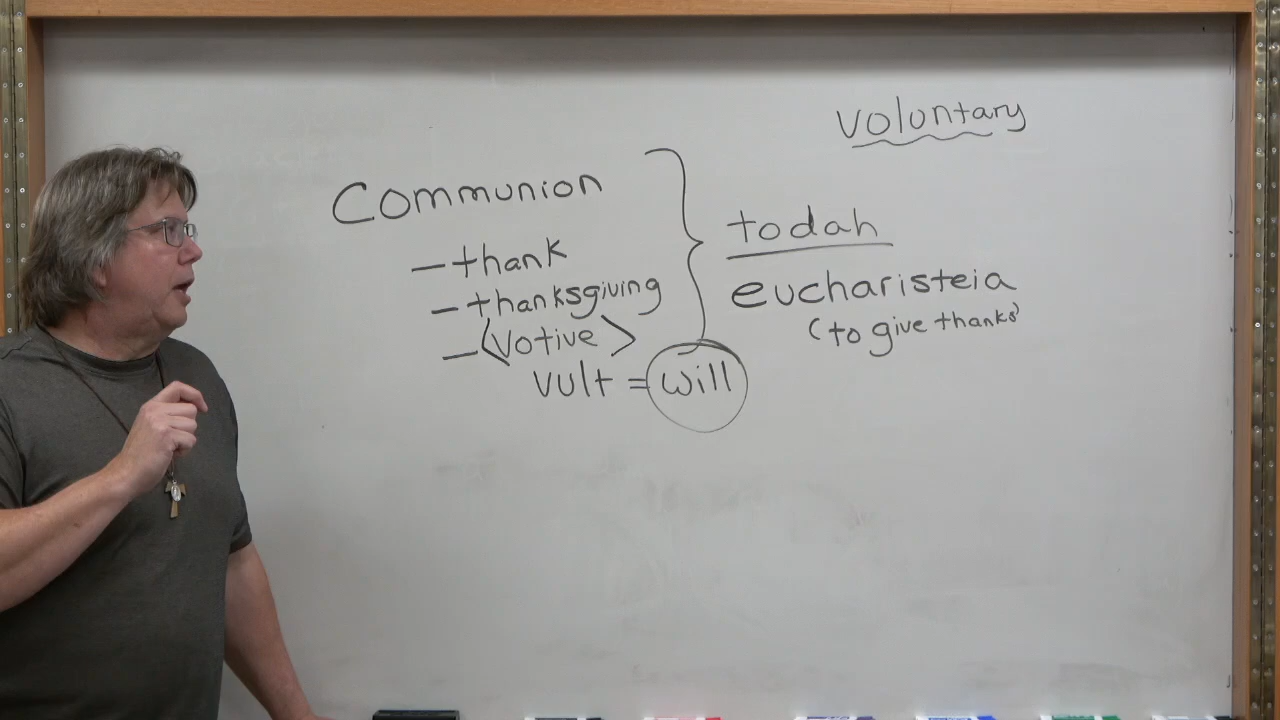 voluntary
Communion
– thank
– thanksgiving
– <Votive>
vult = will
todah
eucharisteia
(to give thanks)